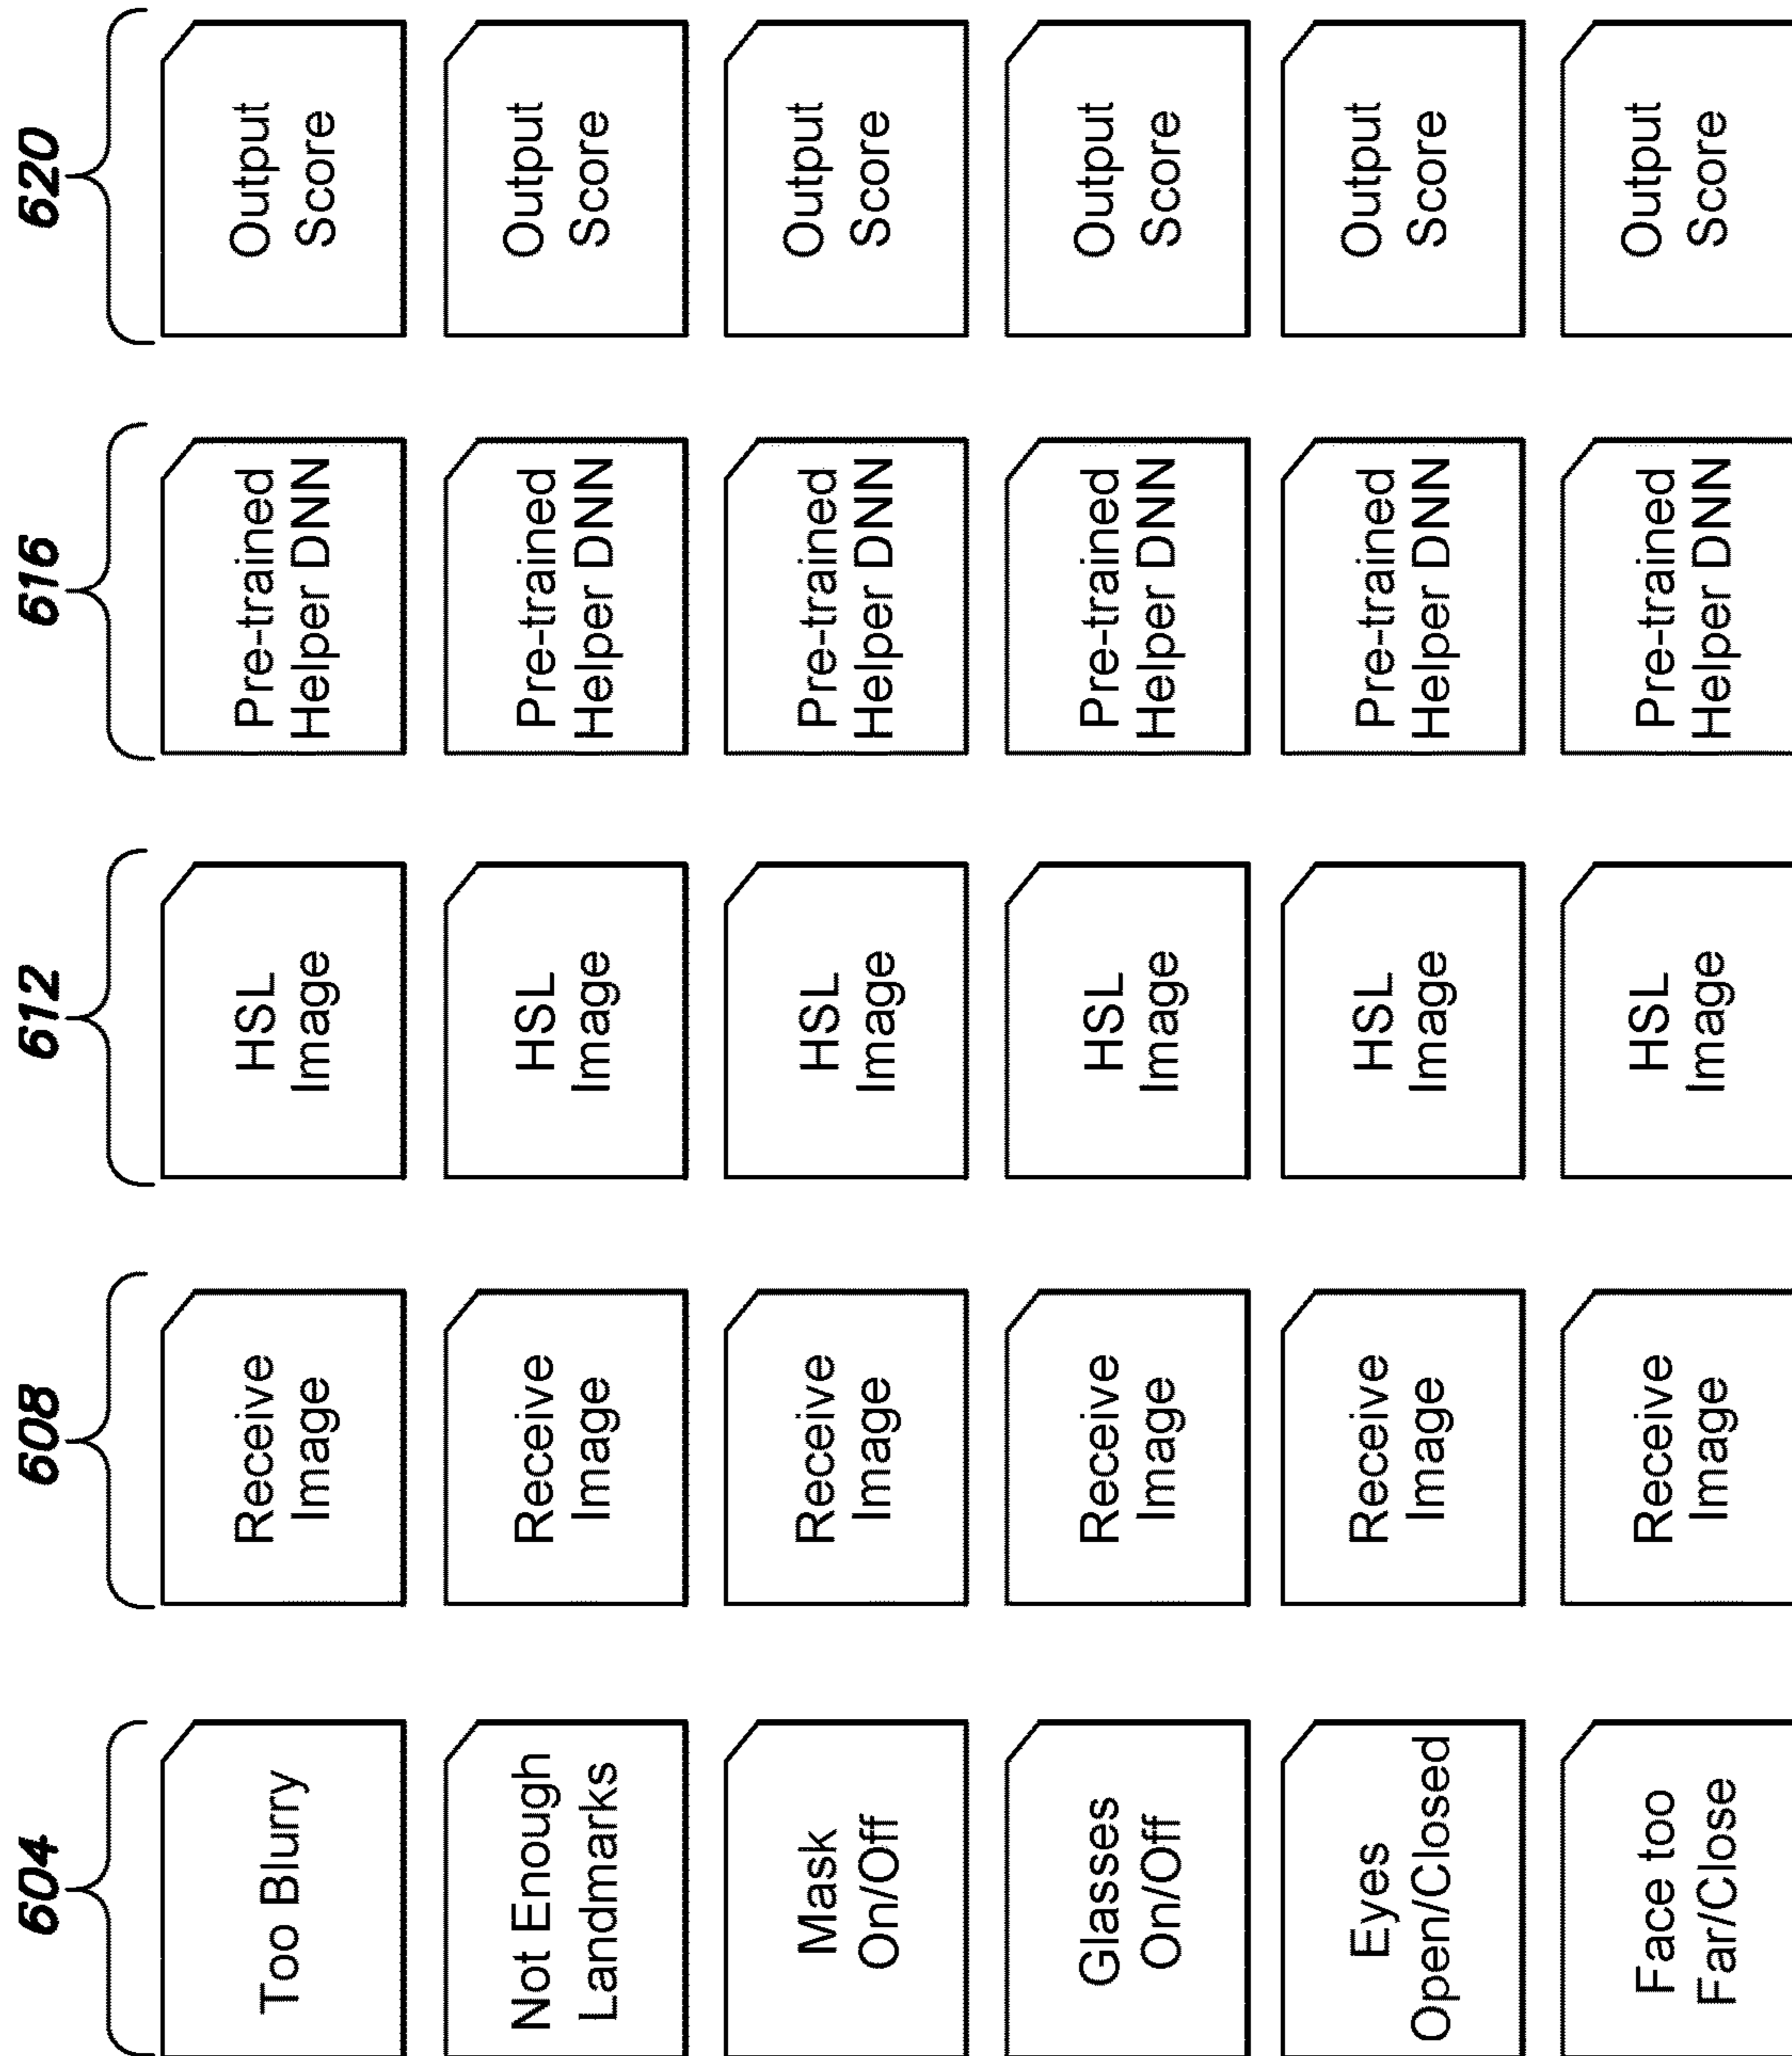 604
608
612
616
620
Too Blurry
Receive
Image
HSL
Image
Pre-trained
Helper DNN
Output
Score
Not Enough
Landmarks
Receive
Image
HSL
Image
Pre-trained
Helper DNN
Output
Score
Mask
On/Off
Receive
Image
HSL
Image
Pre-trained
Helper DNN
Output
Score
Glasses
On/Off
Receive
Image
HSL
Image
Pre-trained
Helper DNN
Output
Score
Eyes
Open/Closed
Receive
Image
HSL
Image
Pre-trained
Helper DNN
Output
Score
Face too
Far/Close
Receive
Image
HSL
Image
Pre-trained
Helper DNN
Output
Score